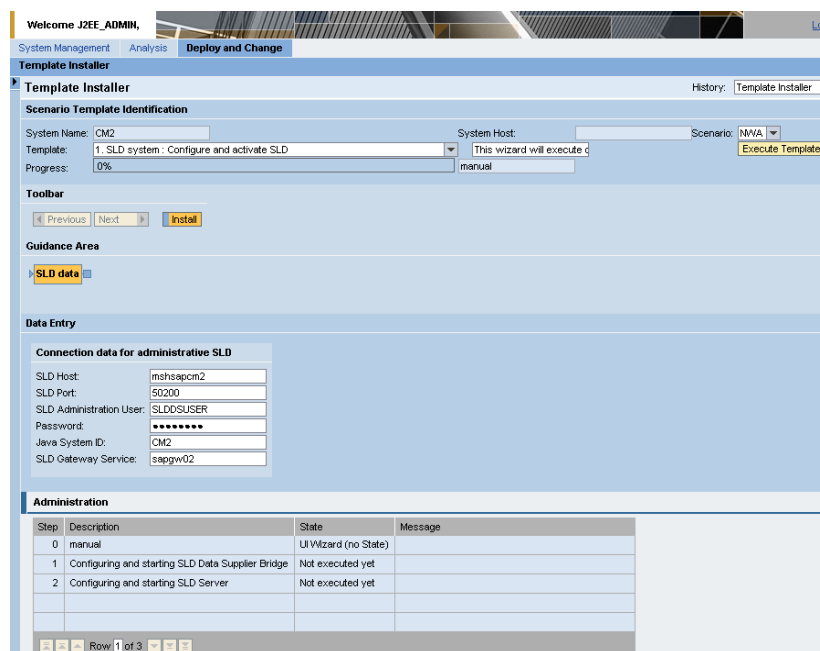 Welcome J2EE_ADMIN,
System Management Analysis Deploy and Change
Template Installer
Template Installer History: Template Installer
Scenario Template Identification
System Name: CM2 System Host: Scenario: NWA
Template: 1. SLD system : Configure and activate SLD This wizard will execute Execute Template
Progress: 0% manual
Toolbar
Previous Next Install
Guidance Area
SLD data
Data Entry
Connection data for administrative SLD
SLD Host: mshsapcm2
SLD Port: 50200
SLD Administration User: SLDDSUSER
Password: ••••••••
Java System ID: CM2
SLD Gateway Service: sapgw02
Administration
Step Description State Message
0 manual UI Wizard (no State)
1 Configuring and starting SLD Data Supplier Bridge Not executed yet
2 Configuring and starting SLD Server Not executed yet
Row 1 of 3